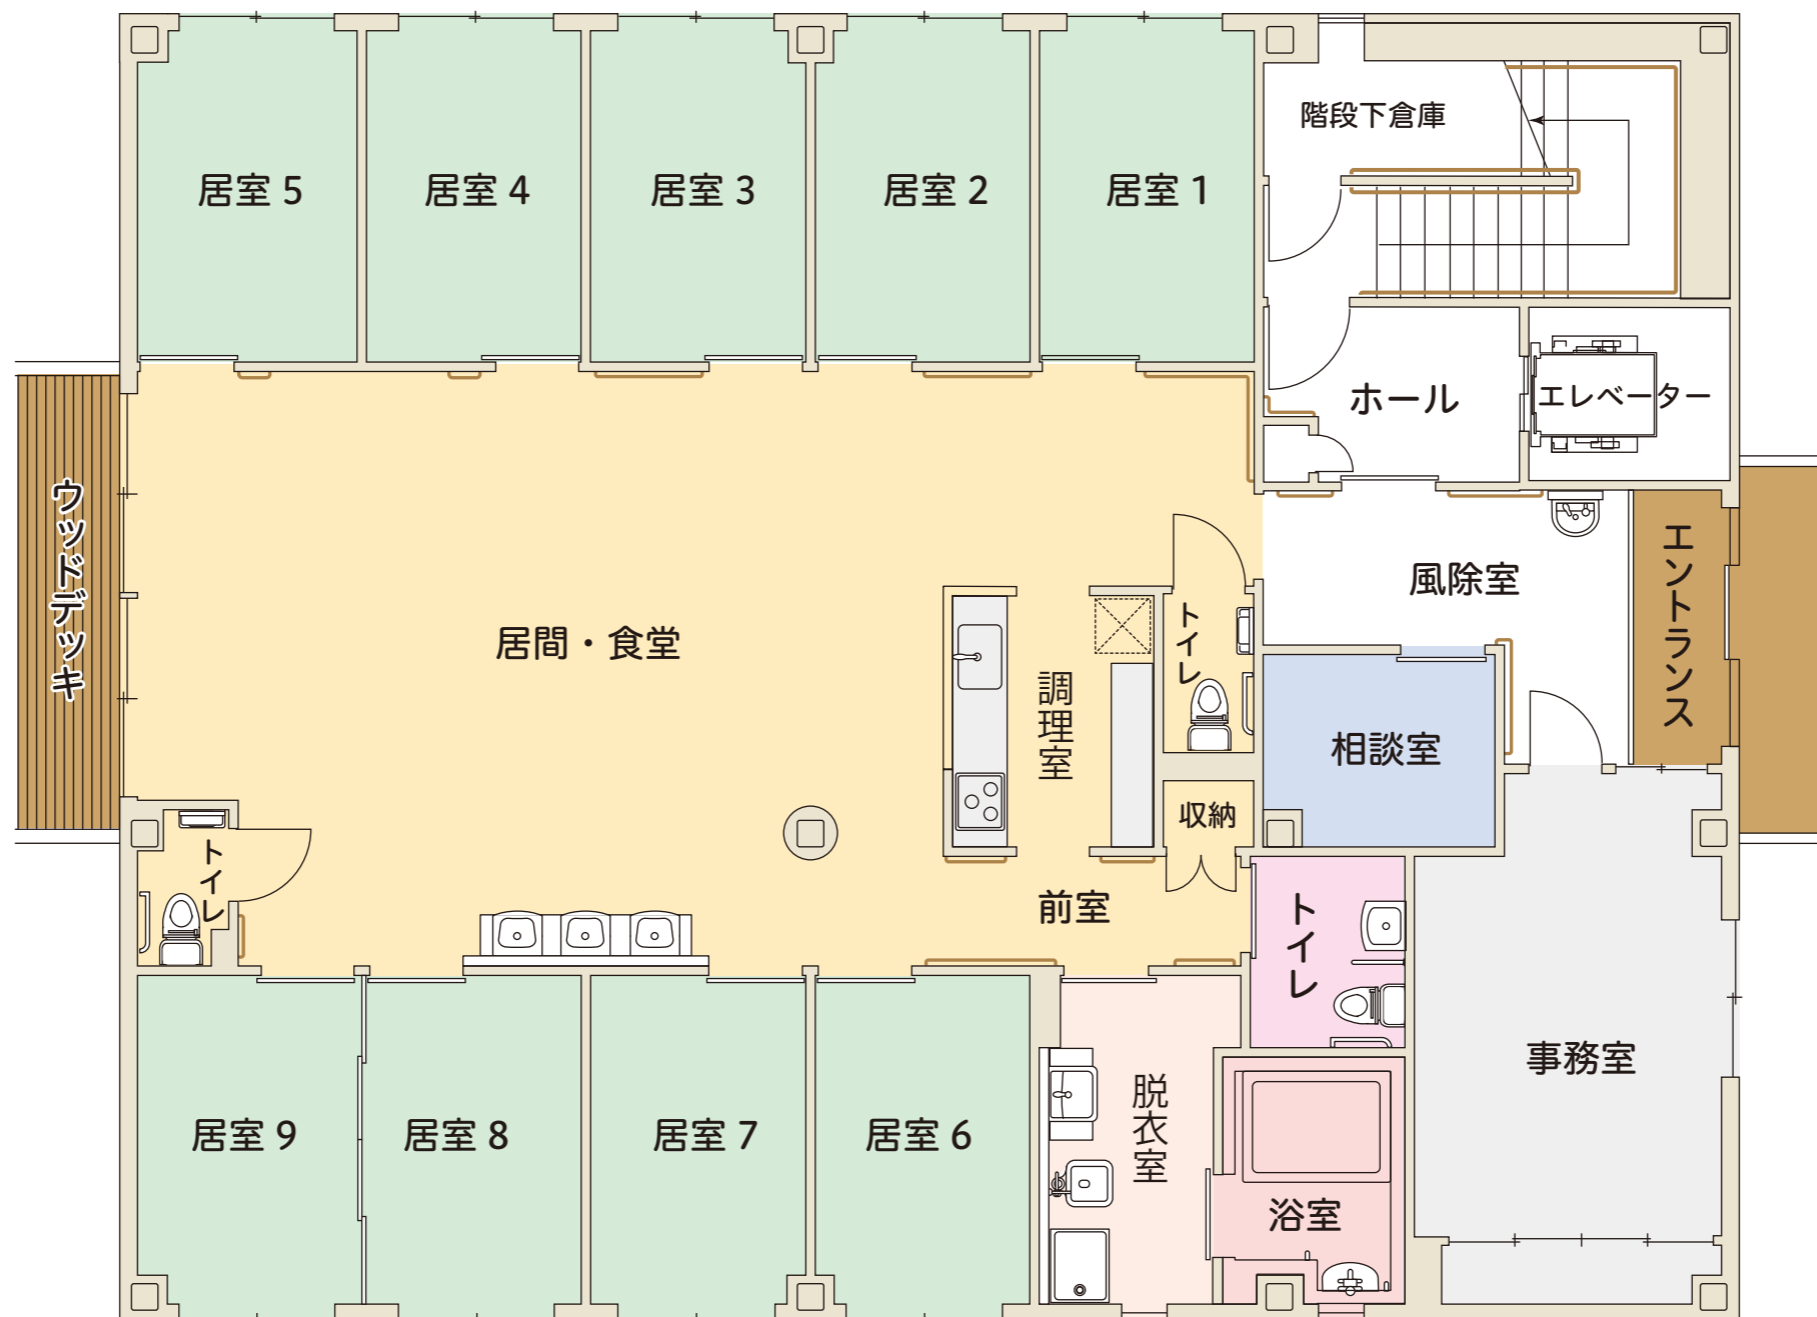 居室 5
居室 4
居室 3
居室 2
居室 1
階段下倉庫
ホール
エレベーター
ウッドデッキ
居間・食堂
調理室
トイレ
風除室
エントランス
相談室
収納
トイレ
前室
トイレ
事務室
居室 9
居室 8
居室 7
居室 6
脱衣室
浴室